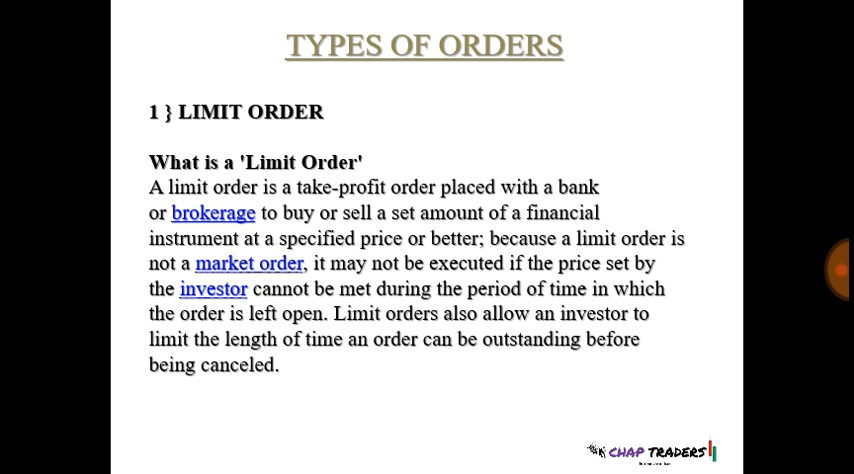 TYPES OF ORDERS
1 } LIMIT ORDER
What is a 'Limit Order'
A limit order is a take-profit order placed with a bank
or brokerage to buy or sell a set amount of a financial
instrument at a specified price or better; because a limit order is
not a market order, it may not be executed if the price set by
the investor cannot be met during the period of time in which
the order is left open. Limit orders also allow an investor to
limit the length of time an order can be outstanding before
being canceled.
CHAP TRADERS